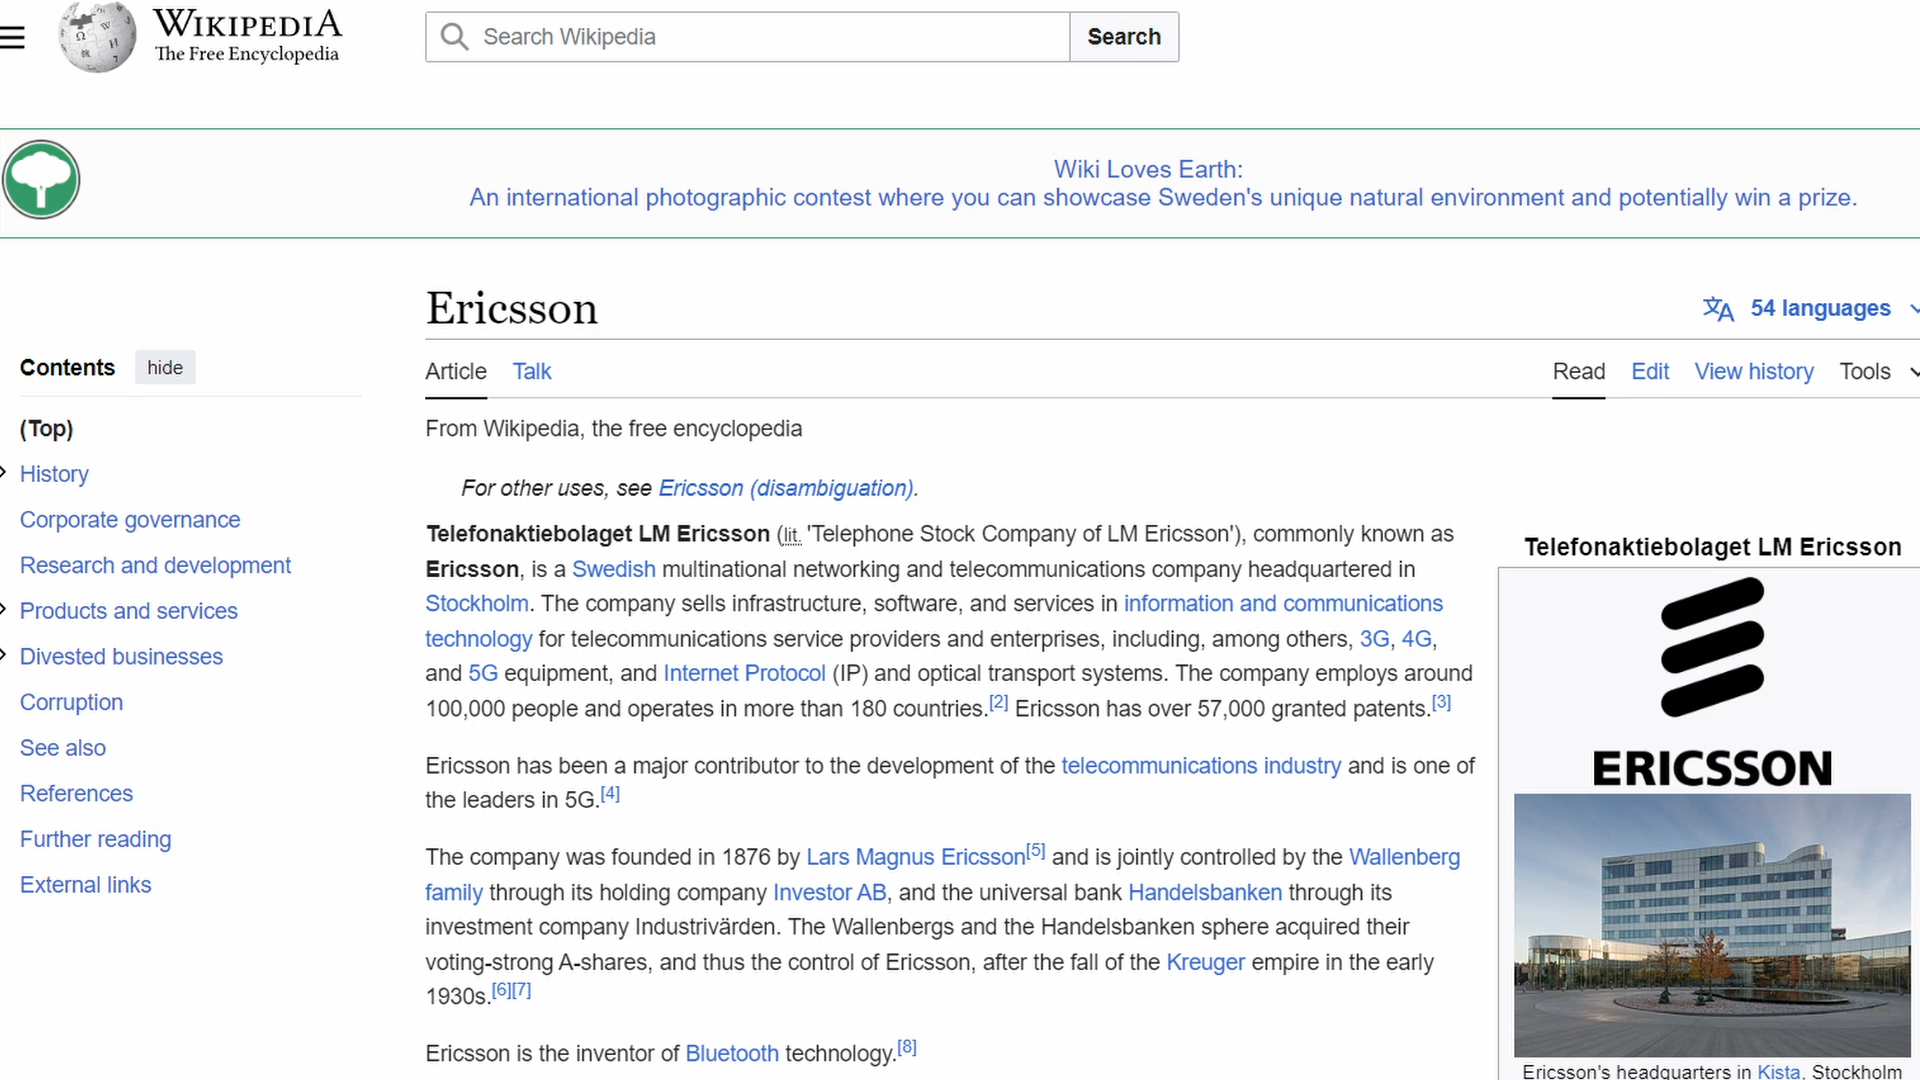 WIKIPEDIA
The Free Encyclopedia
Search Wikipedia
Search
Wiki Loves Earth:
An international photographic contest where you can showcase Sweden's unique natural environment and potentially win a prize.
Ericsson
54 languages
Contents
hide
Article
Talk
Read
Edit
View history
Tools
(Top)
History
Corporate governance
Research and development
Products and services
Divested businesses
Corruption
See also
References
Further reading
External links
From Wikipedia, the free encyclopedia
For other uses, see Ericsson (disambiguation).
Telefonaktiebolaget LM Ericsson (lit. 'Telephone Stock Company of LM Ericsson'), commonly known as
Ericsson, is a Swedish multinational networking and telecommunications company headquartered in
Stockholm. The company sells infrastructure, software, and services in information and communications
technology for telecommunications service providers and enterprises, including, among others, 3G, 4G,
and 5G equipment, and Internet Protocol (IP) and optical transport systems. The company employs around
100,000 people and operates in more than 180 countries.[2] Ericsson has over 57,000 granted patents.[3]
Ericsson has been a major contributor to the development of the telecommunications industry and is one of
the leaders in 5G.[4]
The company was founded in 1876 by Lars Magnus Ericsson[5] and is jointly controlled by the Wallenberg
family through its holding company Investor AB, and the universal bank Handelsbanken through its
investment company Industrivärden. The Wallenbergs and the Handelsbanken sphere acquired their
voting-strong A-shares, and thus the control of Ericsson, after the fall of the Kreuger empire in the early
1930s.[6][7]
Ericsson is the inventor of Bluetooth technology.[8]
Telefonaktiebolaget LM Ericsson
ERICSSON
Ericsson's headquarters in Kista, Stockholm